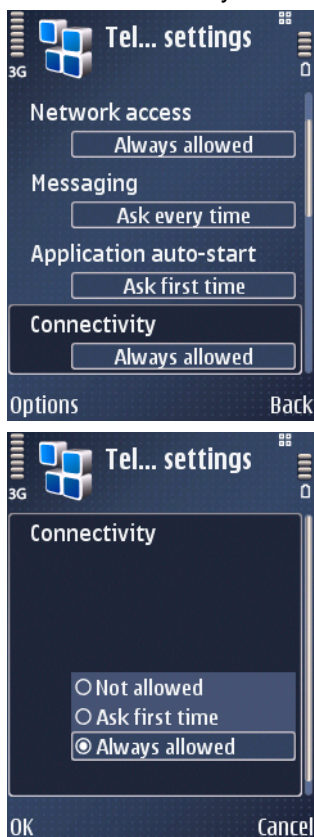 Tel... settings
3G
Network access
Always allowed
Messaging
Ask every time
Application auto-start
Ask first time
Connectivity
Always allowed
Options Back
Tel... settings
3G
Connectivity
Not allowed
Ask first time
Always allowed
OK Cancel